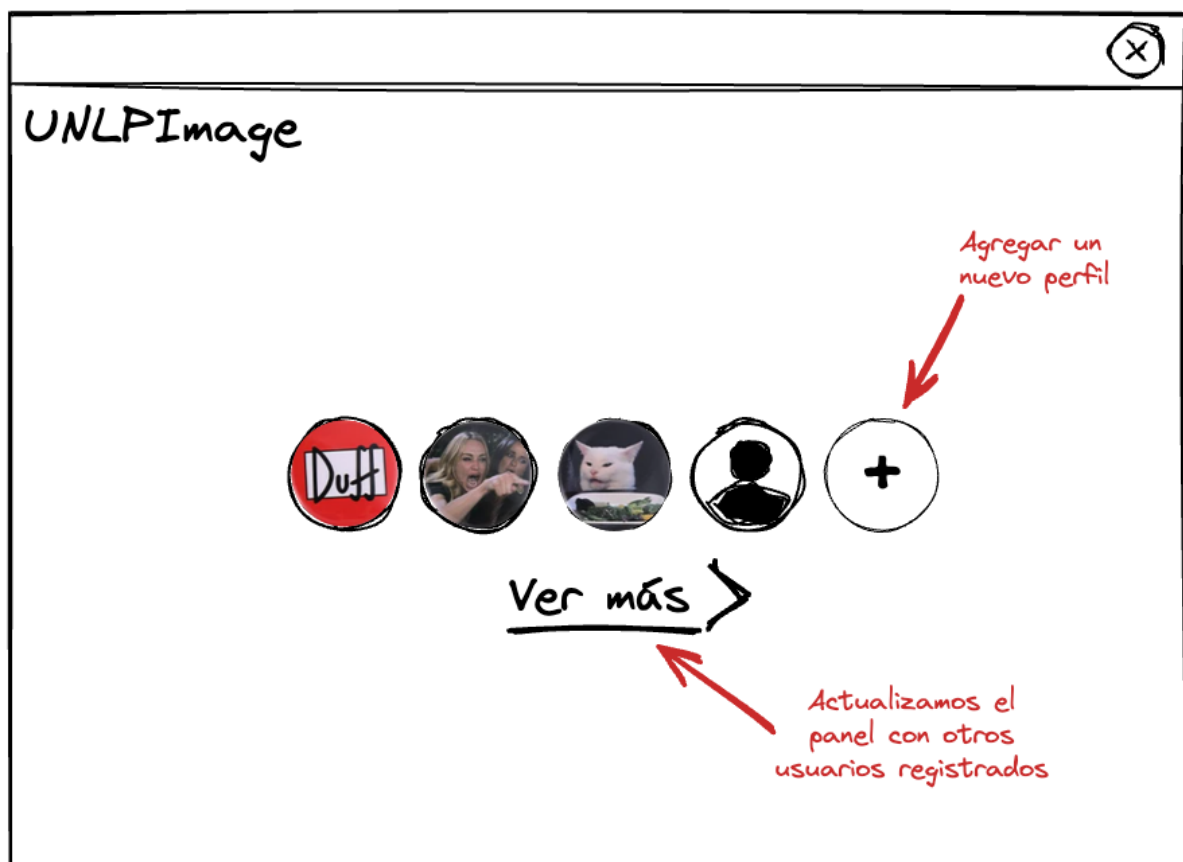 UNLPImage
Agregar un
nuevo perfil
Duff
+
Ver más
Actualizamos el
panel con otros
usuarios registrados